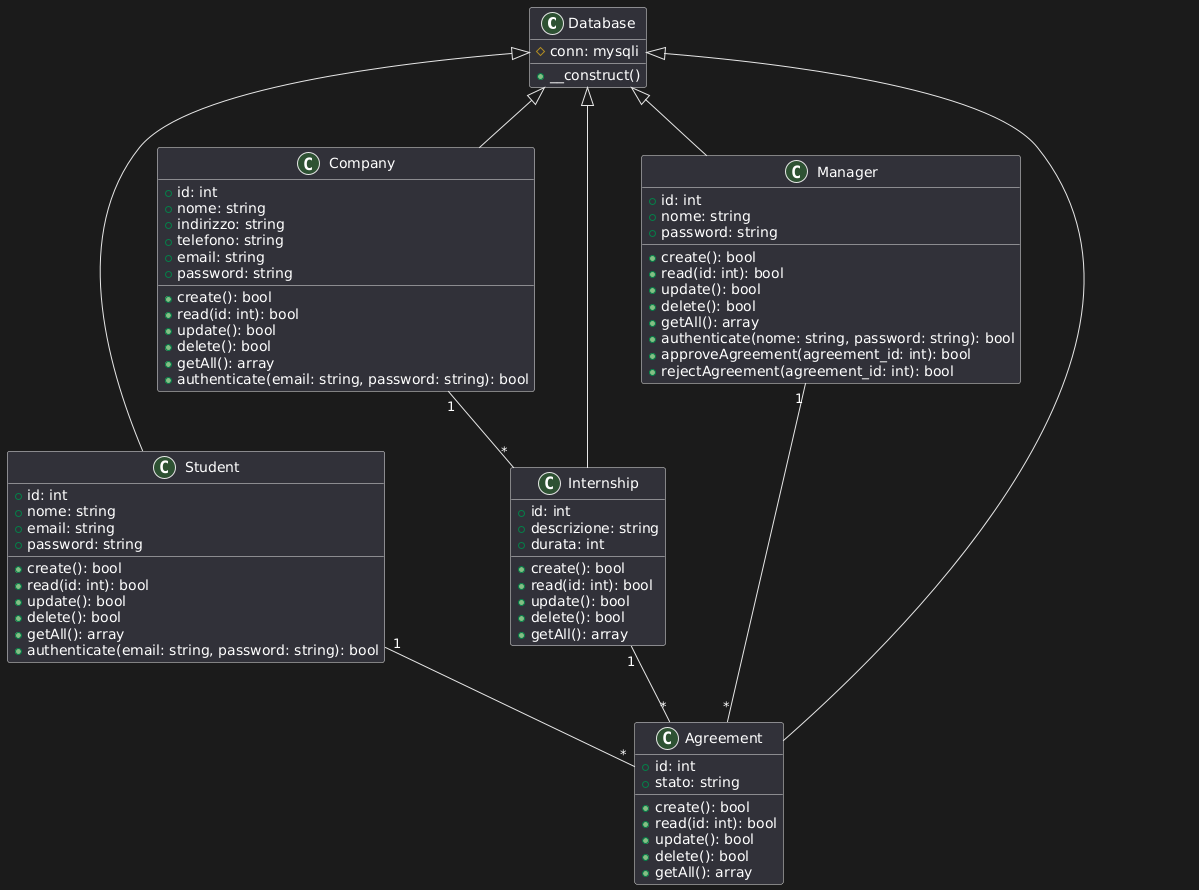 Database
conn: mysqli
__construct()
Company
id: int
nome: string
indirizzo: string
telefono: string
email: string
password: string
create(): bool
read(id: int): bool
update(): bool
delete(): bool
getAll(): array
authenticate(email: string, password: string): bool
Manager
id: int
nome: string
password: string
create(): bool
read(id: int): bool
update(): bool
delete(): bool
getAll(): array
authenticate(nome: string, password: string): bool
approveAgreement(agreement_id: int): bool
rejectAgreement(agreement_id: int): bool
1
*
1
Student
id: int
nome: string
email: string
password: string
create(): bool
read(id: int): bool
update(): bool
delete(): bool
getAll(): array
authenticate(email: string, password: string): bool
Internship
id: int
descrizione: string
durata: int
create(): bool
read(id: int): bool
update(): bool
delete(): bool
getAll(): array
1
1
*
*
*
Agreement
id: int
stato: string
create(): bool
read(id: int): bool
update(): bool
delete(): bool
getAll(): array